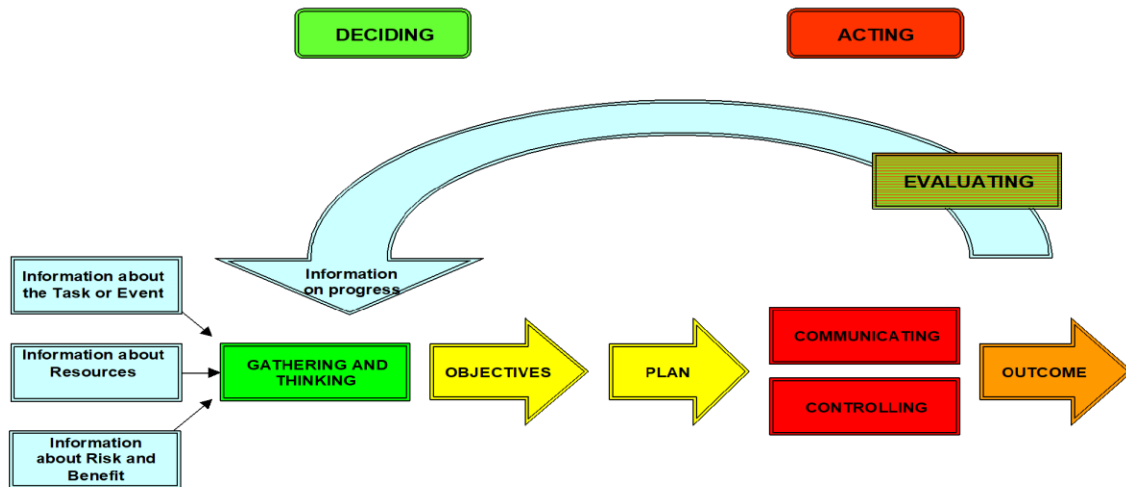 DECIDING
ACTING
EVALUATING
Information
on progress
Information about
the Task or Event
Information about
Resources
Information
about Risk and
Benefit
GATHERING AND
THINKING
OBJECTIVES
PLAN
COMMUNICATING
CONTROLLING
OUTCOME